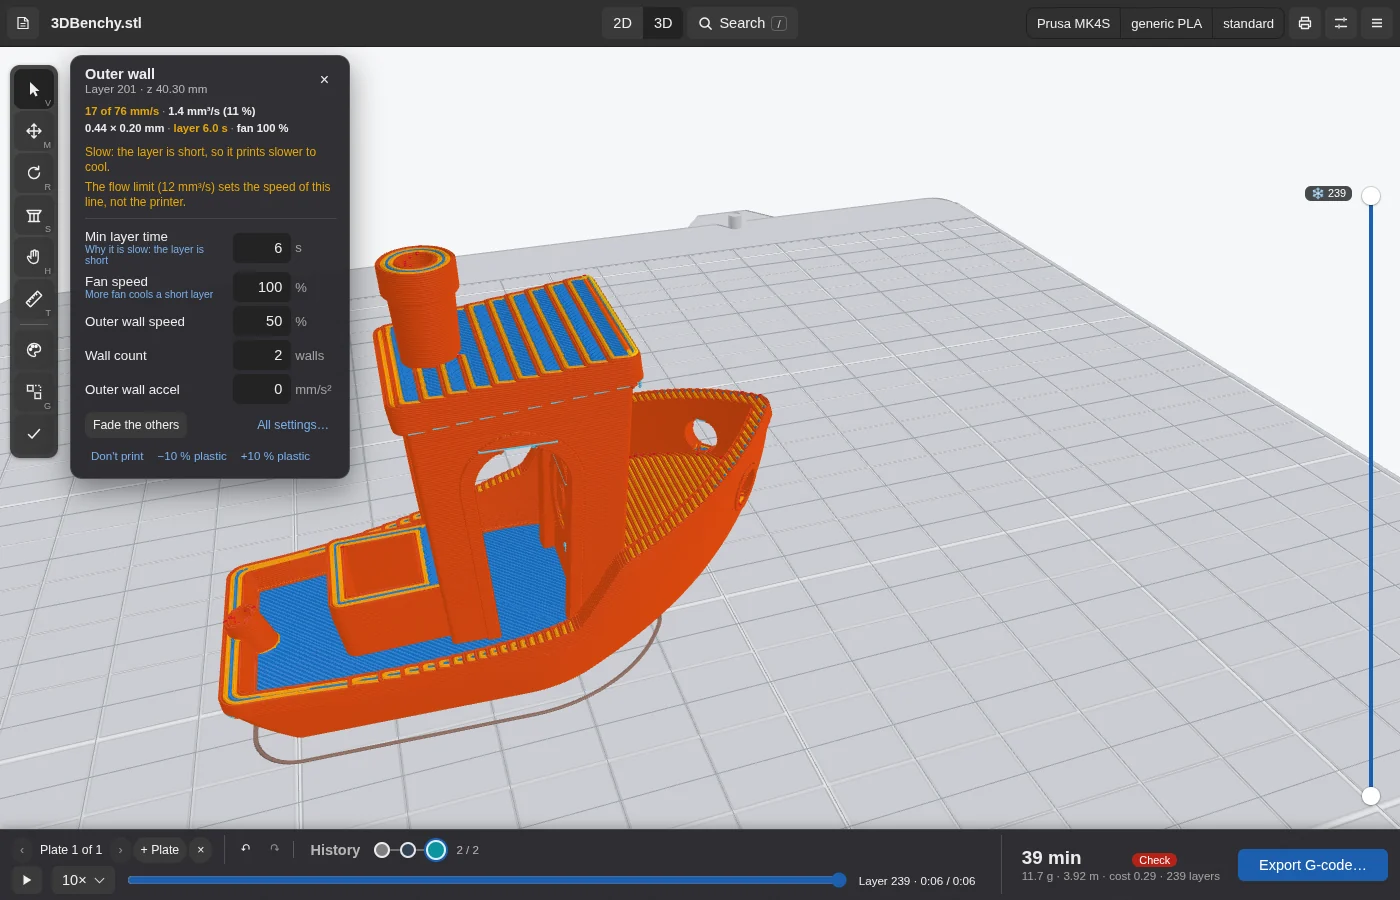 3DBenchy.stl
2D
3D
Search /
Prusa MK4S
generic PLA
standard
V
M
R
S
H
T
G
Outer wall
×
Layer 201 · z 40.30 mm
17 of 76 mm/s · 1.4 mm³/s (11 %)
0.44 × 0.20 mm · layer 6.0 s · fan 100 %
Slow: the layer is short, so it prints slower to
cool.
The flow limit (12 mm³/s) sets the speed of this
line, not the printer.
Min layer time
Why it is slow: the layer is
short
6 s
Fan speed
More fan cools a short layer
100 %
Outer wall speed 50 %
Wall count 2 walls
Outer wall accel 0 mm/s²
Fade the others
All settings…
Don't print
−10 % plastic
+10 % plastic
239
‹ Plate 1 of 1 ›
+ Plate
×
History
2 / 2
10×
Layer 239 · 0:06 / 0:06
39 min
Check
11.7 g · 3.92 m · cost 0.29 · 239 layers
Export G-code…